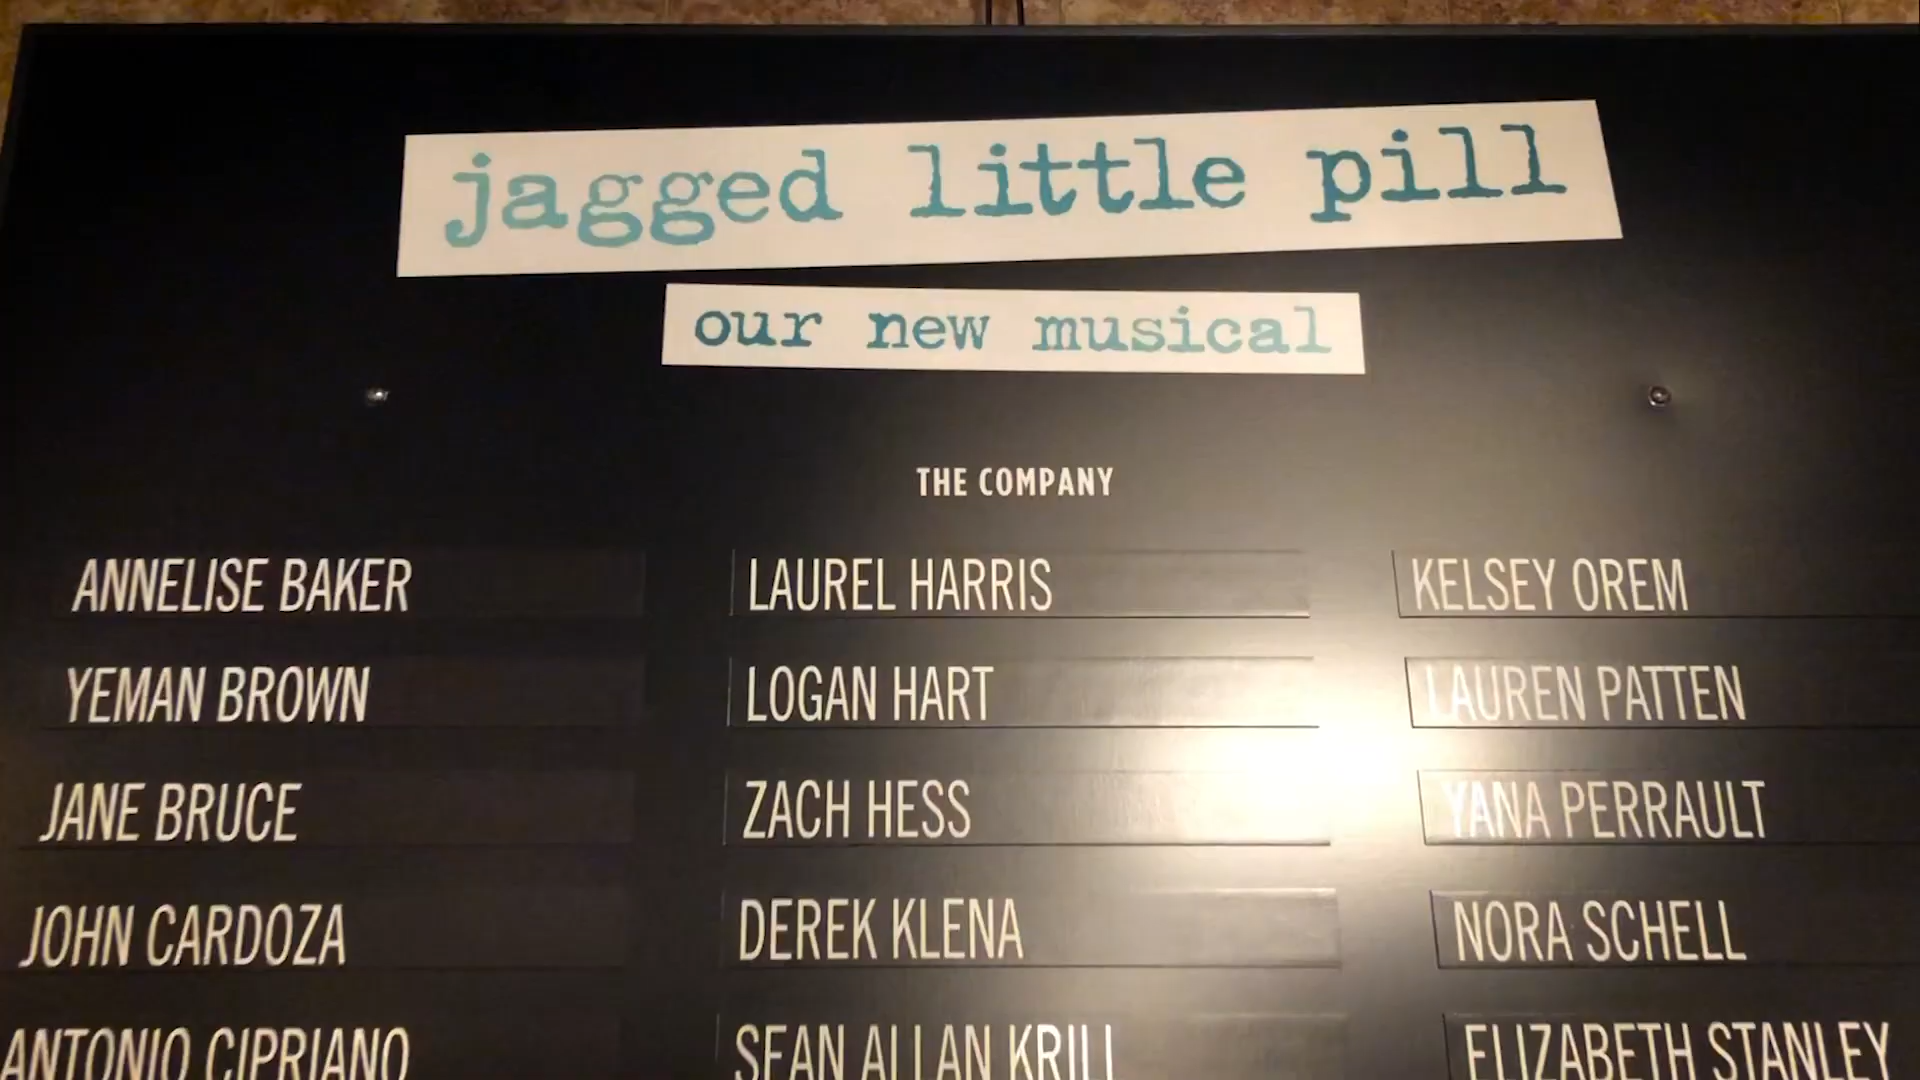 jagged little pill
our new musical
THE COMPANY
ANNELISE BAKER
YEMAN BROWN
JANE BRUCE
JOHN CARDOZA
ANTONIO CIPRIANO
LAUREL HARRIS
LOGAN HART
ZACH HESS
DEREK KLENA
SEAN ALLAN KRILL
KELSEY OREM
LAUREN PATTEN
YANA PERRAULT
NORA SCHELL
ELIZABETH STANLEY